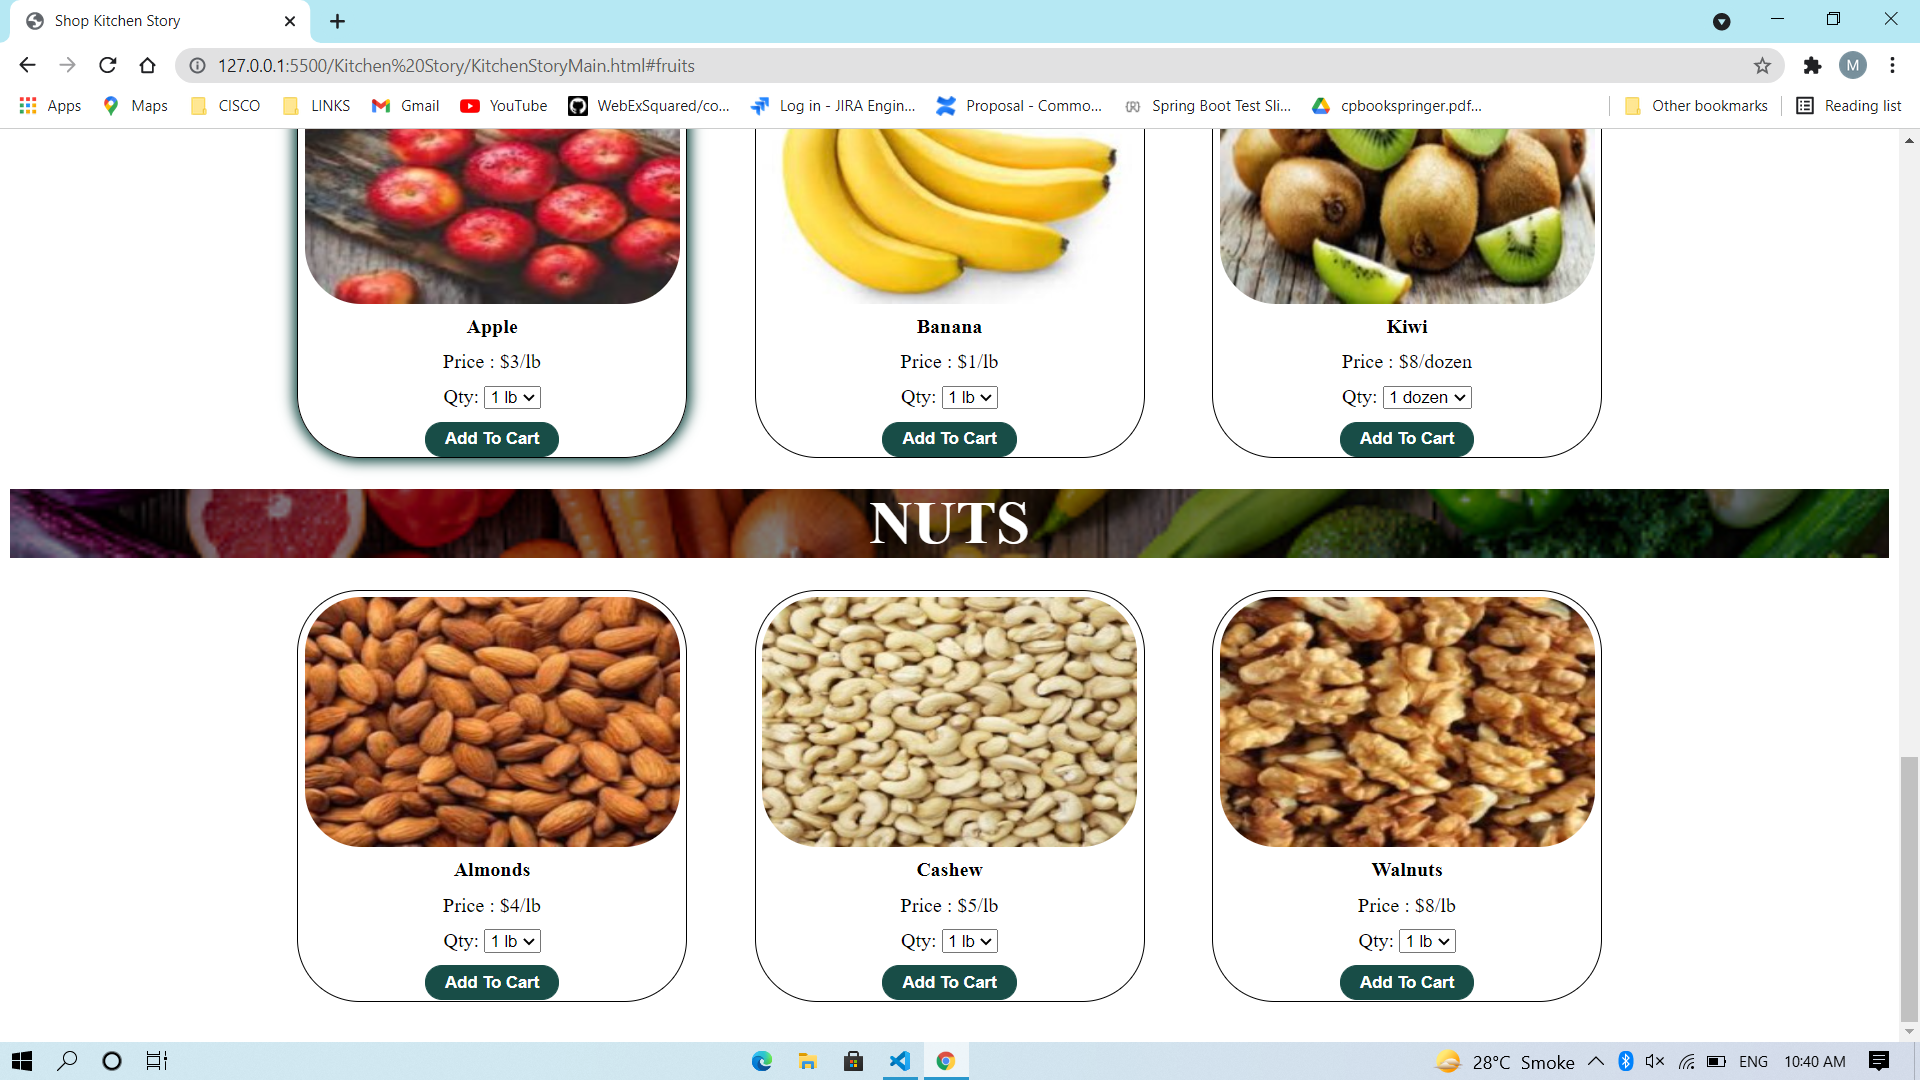 Shop Kitchen Story
127.0.0.1:5500/Kitchen%20Story/KitchenStoryMain.html#fruits
M
Apps Maps CISCO LINKS Gmail YouTube WebExSquared/co... Log in - JIRA Engin... Proposal - Commo... {R} Spring Boot Test Sli... cpbookspringer.pdf... Other bookmarks Reading list
Apple Banana Kiwi
Price : $3/lb Price : $1/lb Price : $8/dozen
Qty: 1 lb Qty: 1 lb Qty: 1 dozen
Add To Cart Add To Cart Add To Cart
NUTS
Almonds Cashew Walnuts
Price : $4/lb Price : $5/lb Price : $8/lb
Qty: 1 lb Qty: 1 lb Qty: 1 lb
Add To Cart Add To Cart Add To Cart
28°C Smoke ENG 10:40 AM